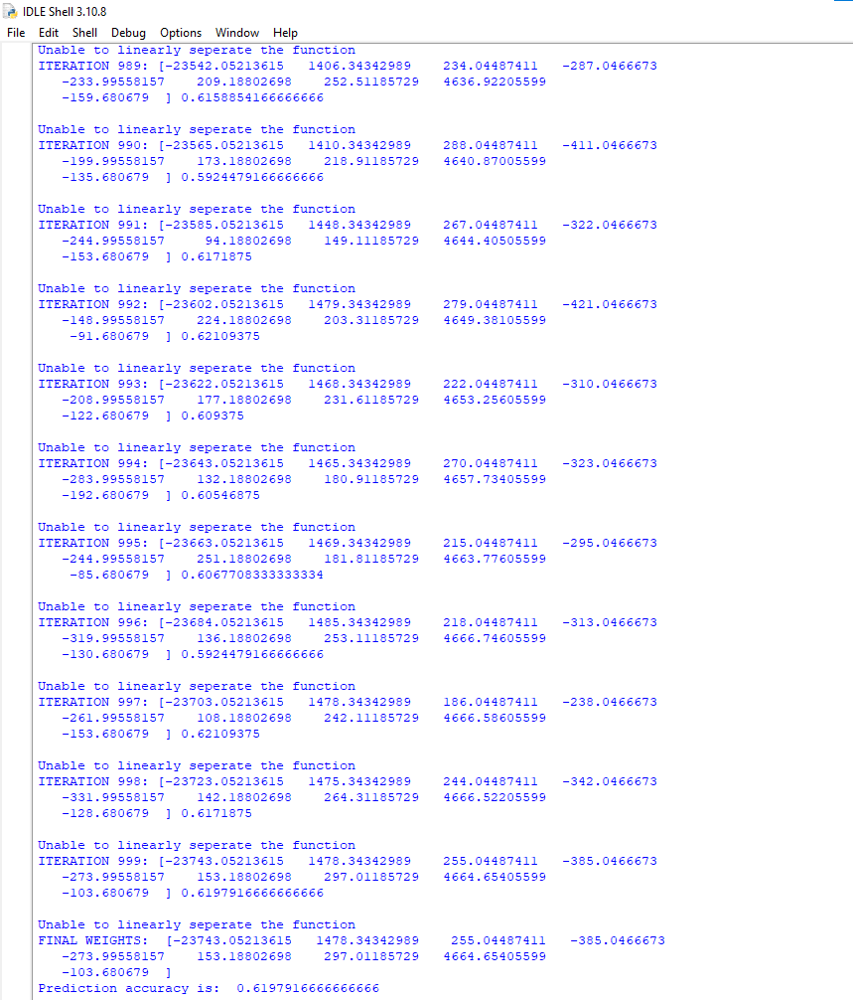 IDLE Shell 3.10.8
File Edit Shell Debug Options Window Help
Unable to linearly seperate the function
ITERATION 989: [-23542.05213615 1406.34342989 234.04487411 -287.0466673
-233.99558157 209.18802698 252.51185729 4636.92205599
-159.680679 ] 0.6158854166666666
Unable to linearly seperate the function
ITERATION 990: [-23565.05213615 1410.34342989 288.04487411 -411.0466673
-199.99558157 173.18802698 218.91185729 4640.87005599
-135.680679 ] 0.5924479166666666
Unable to linearly seperate the function
ITERATION 991: [-23585.05213615 1448.34342989 267.04487411 -322.0466673
-244.99558157 94.18802698 149.11185729 4644.40505599
-153.680679 ] 0.6171875
Unable to linearly seperate the function
ITERATION 992: [-23602.05213615 1479.34342989 279.04487411 -421.0466673
-148.99558157 224.18802698 203.31185729 4649.38105599
-91.680679 ] 0.62109375
Unable to linearly seperate the function
ITERATION 993: [-23622.05213615 1468.34342989 222.04487411 -310.0466673
-208.99558157 177.18802698 231.61185729 4653.25605599
-122.680679 ] 0.609375
Unable to linearly seperate the function
ITERATION 994: [-23643.05213615 1465.34342989 270.04487411 -323.0466673
-283.99558157 132.18802698 180.91185729 4657.73405599
-192.680679 ] 0.60546875
Unable to linearly seperate the function
ITERATION 995: [-23663.05213615 1469.34342989 215.04487411 -295.0466673
-244.99558157 251.18802698 181.81185729 4663.77605599
-85.680679 ] 0.6067708333333334
Unable to linearly seperate the function
ITERATION 996: [-23684.05213615 1485.34342989 218.04487411 -313.0466673
-319.99558157 136.18802698 253.11185729 4666.74605599
-130.680679 ] 0.5924479166666666
Unable to linearly seperate the function
ITERATION 997: [-23703.05213615 1478.34342989 186.04487411 -238.0466673
-261.99558157 108.18802698 242.11185729 4666.58605599
-153.680679 ] 0.62109375
Unable to linearly seperate the function
ITERATION 998: [-23723.05213615 1475.34342989 244.04487411 -342.0466673
-331.99558157 142.18802698 264.31185729 4666.52205599
-128.680679 ] 0.6171875
Unable to linearly seperate the function
ITERATION 999: [-23743.05213615 1478.34342989 255.04487411 -385.0466673
-273.99558157 153.18802698 297.01185729 4664.65405599
-103.680679 ] 0.6197916666666666
Unable to linearly seperate the function
FINAL WEIGHTS: [-23743.05213615 1478.34342989 255.04487411 -385.0466673
-273.99558157 153.18802698 297.01185729 4664.65405599
-103.680679 ]
Prediction accuracy is: 0.6197916666666666